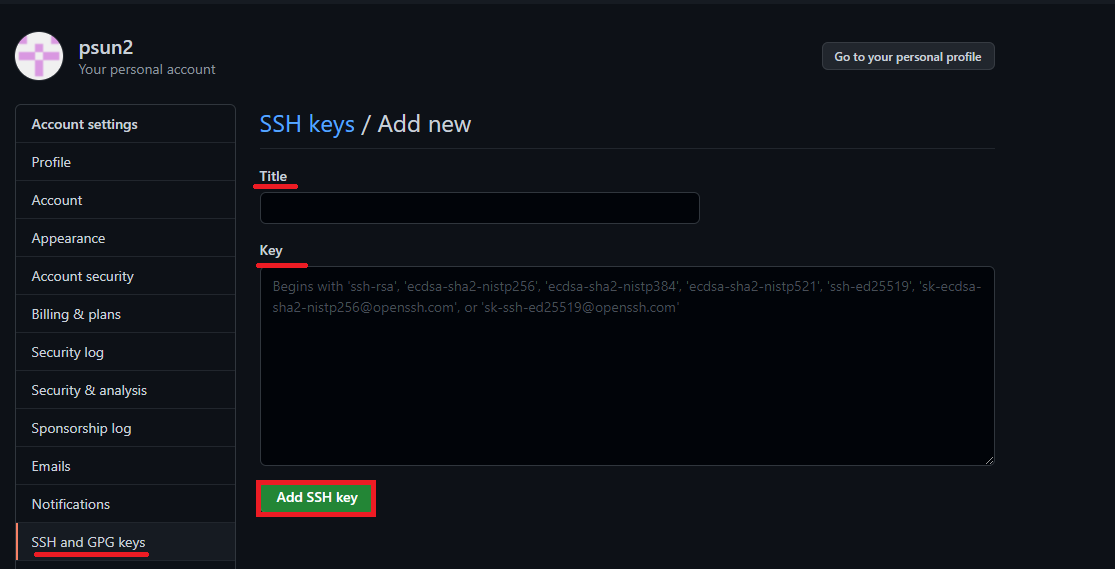 psun2
Your personal account
Go to your personal profile
Account settings
Profile
Account
Appearance
Account security
Billing & plans
Security log
Security & analysis
Sponsorship log
Emails
Notifications
SSH and GPG keys
SSH keys / Add new
Title
Key
Begins with 'ssh-rsa', 'ecdsa-sha2-nistp256', 'ecdsa-sha2-nistp384', 'ecdsa-sha2-nistp521', 'ssh-ed25519', 'sk-ecdsa-
sha2-nistp256@openssh.com', or 'sk-ssh-ed25519@openssh.com'
Add SSH key